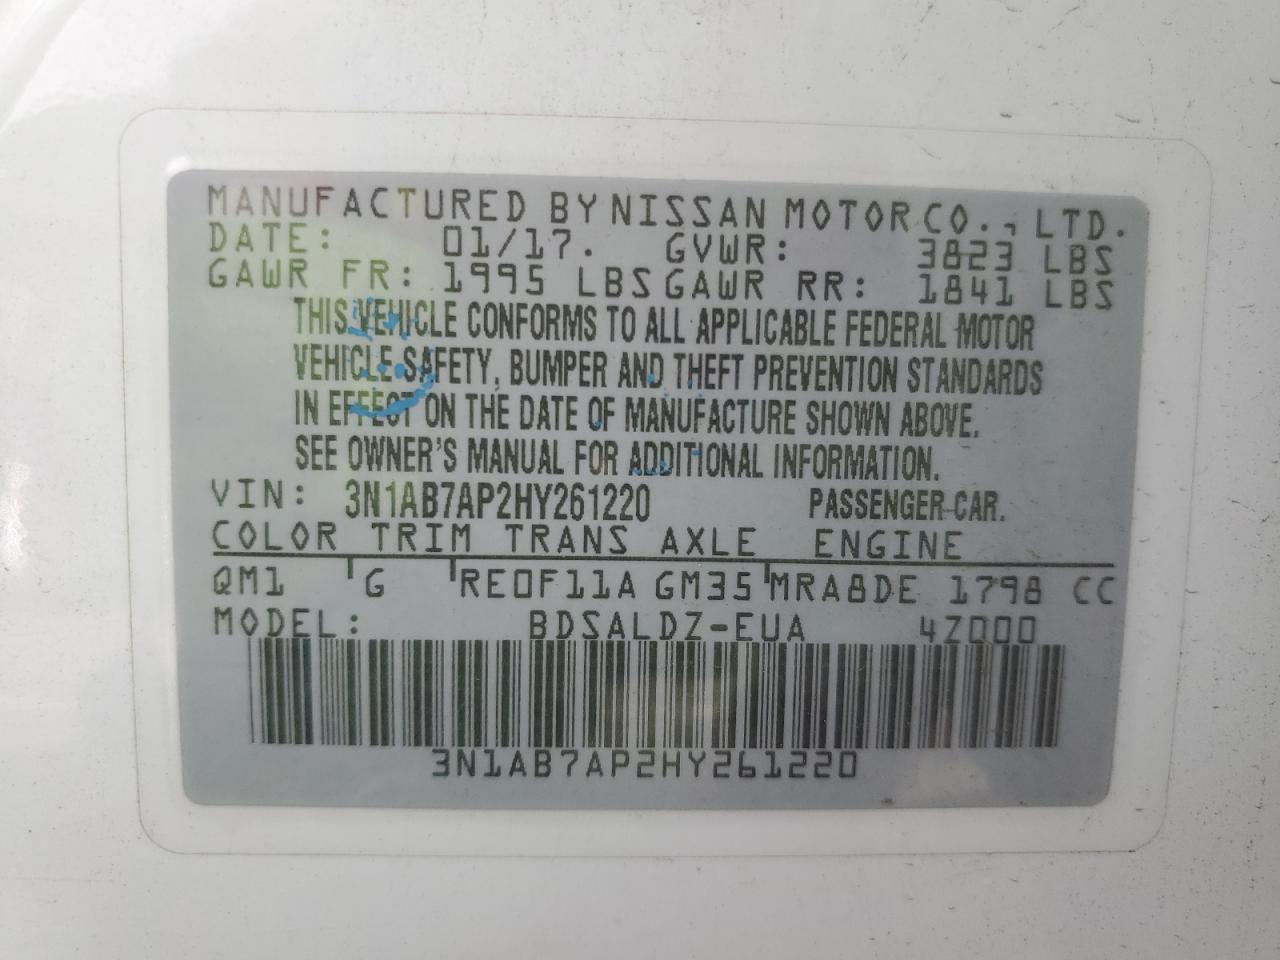 MANUFACTURED BY NISSAN MOTOR CO., LTD.
DATE: 01/17. GVWR: 3823 LBS
GAWR FR: 1995 LBS GAWR RR: 1841 LBS
THIS VEHICLE CONFORMS TO ALL APPLICABLE FEDERAL MOTOR
VEHICLE SAFETY, BUMPER AND THEFT PREVENTION STANDARDS
IN EFFECT ON THE DATE OF MANUFACTURE SHOWN ABOVE.
SEE OWNER'S MANUAL FOR ADDITIONAL INFORMATION.
VIN: 3N1AB7AP2HY261220 PASSENGER CAR.
COLOR TRIM TRANS AXLE ENGINE
QM1 G RE0F11A GM35 MRA8DE 1798 CC
MODEL: BDSALDZ-EUA 4Z000
3N1AB7AP2HY261220